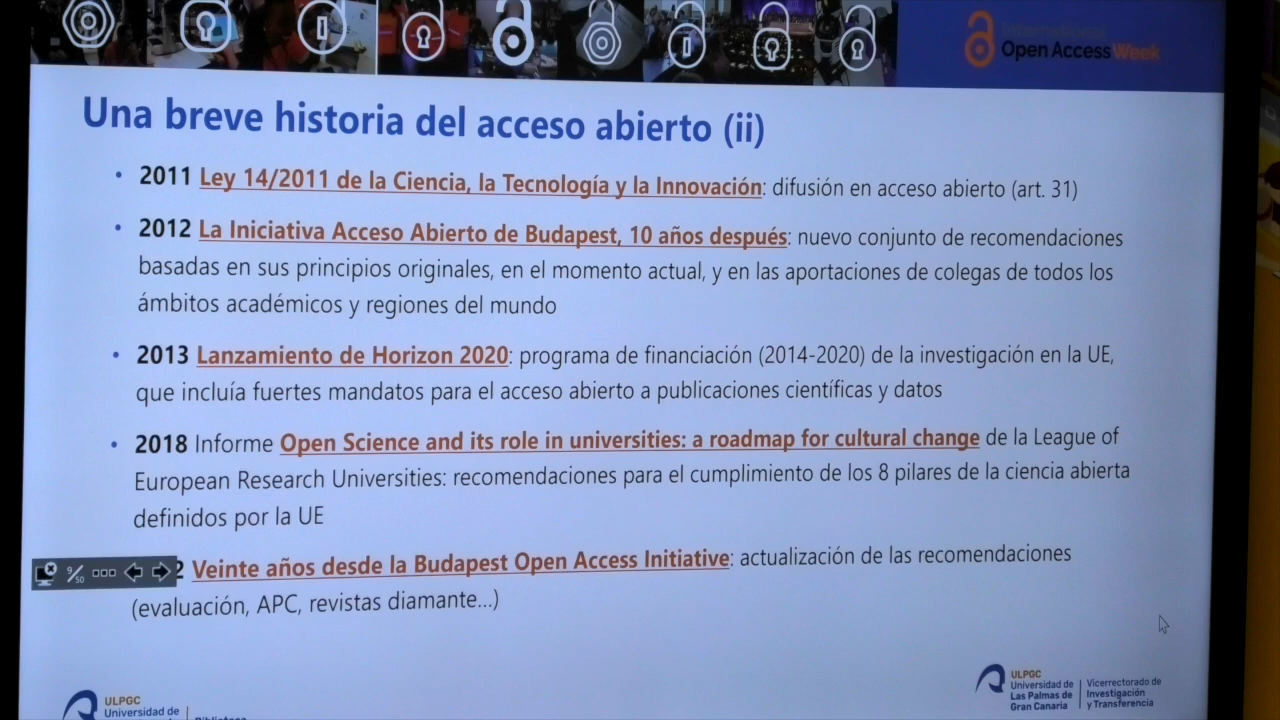 Open Access Week
Una breve historia del acceso abierto (ii)
• 2011 Ley 14/2011 de la Ciencia, la Tecnología y la Innovación: difusión en acceso abierto (art. 31)
• 2012 La Iniciativa Acceso Abierto de Budapest, 10 años después: nuevo conjunto de recomendaciones
basadas en sus principios originales, en el momento actual, y en las aportaciones de colegas de todos los
ámbitos académicos y regiones del mundo
• 2013 Lanzamiento de Horizon 2020: programa de financiación (2014-2020) de la investigación en la UE,
que incluía fuertes mandatos para el acceso abierto a publicaciones científicas y datos
• 2018 Informe Open Science and its role in universities: a roadmap for cultural change de la League of
European Research Universities: recomendaciones para el cumplimiento de los 8 pilares de la ciencia abierta
definidos por la UE
9/50
2 Veinte años desde la Budapest Open Access Initiative: actualización de las recomendaciones
(evaluación, APC, revistas diamante...)
ULPGC
Universidad de
ULPGC
Universidad de
Las Palmas de
Gran Canaria
Vicerrectorado de
Investigación
y Transferencia